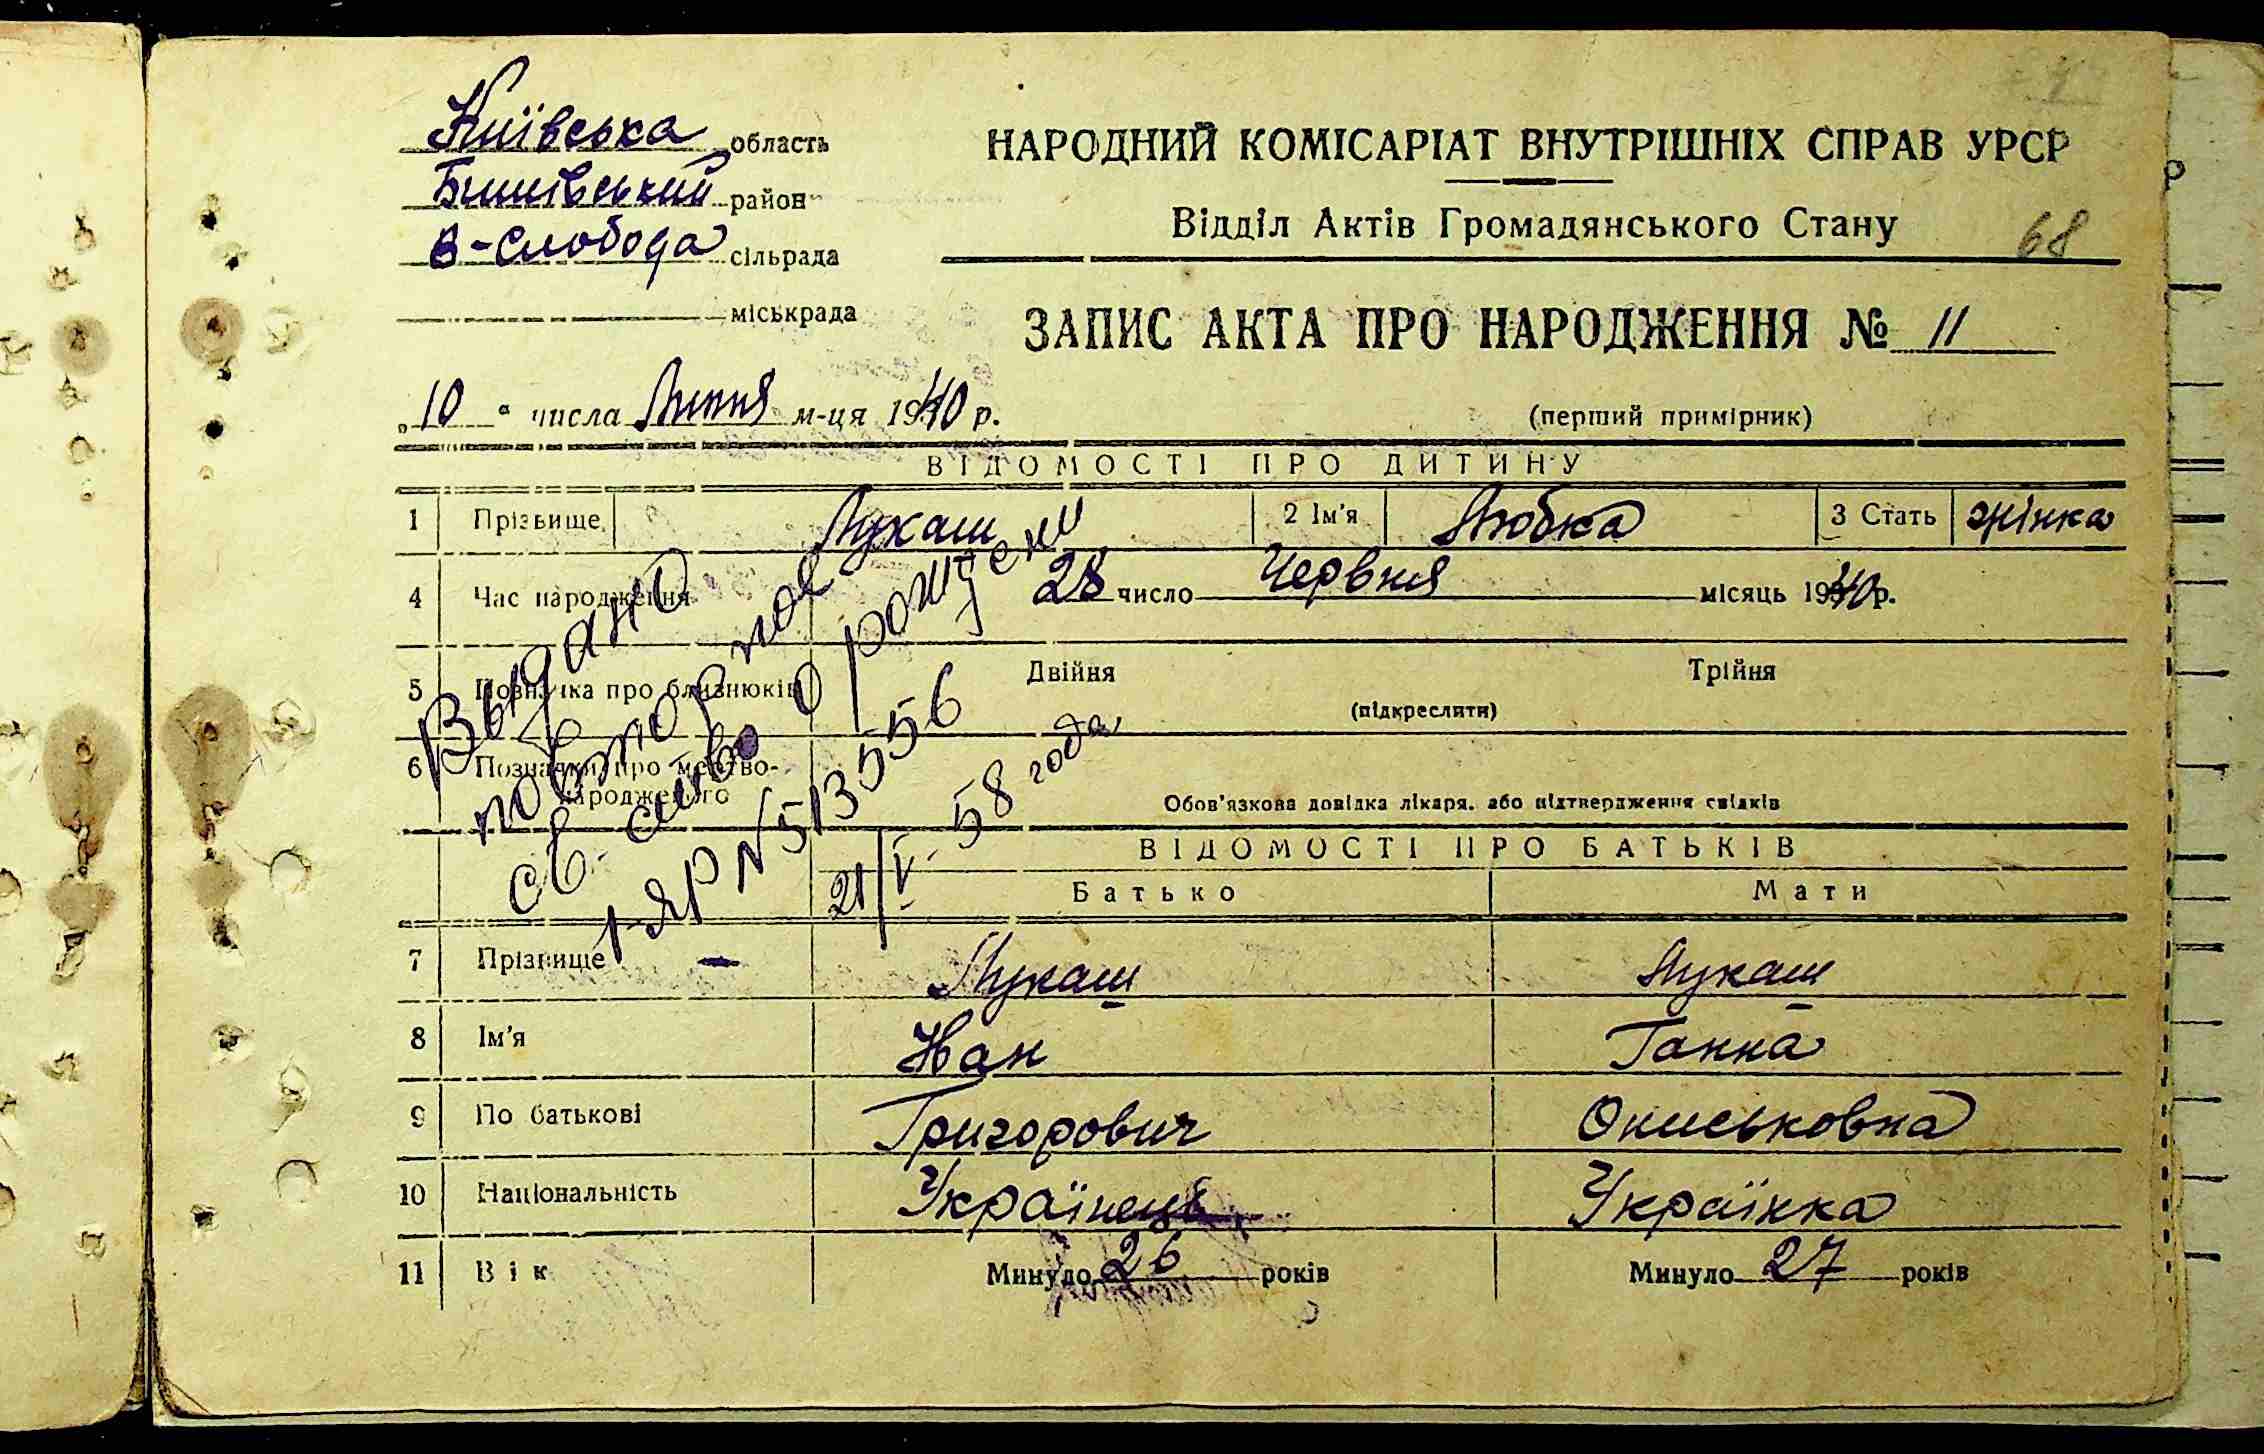 Київська область
Бишівський район
В-Слобода сільрада
міськрада
НАРОДНИЙ КОМІСАРІАТ ВНУТРІШНІХ СПРАВ УРСР
Відділ Актів Громадянського Стану
68
ЗАПИС АКТА ПРО НАРОДЖЕННЯ № 11
„10“ числа Липня м-ця 1940 р.
(перший примірник)
ВІДОМОСТІ ПРО ДИТИНУ
1 Прізвище Лукаш 2 Ім'я Любка 3 Стать жінка
4 Час народження 28 число Червня місяць 1940 р.
5 Позначка про близнюків Двійня Трійня
(підкреслити)
6 Позначки про мертво-
народженого
Обов'язкова довідка лікаря, або підтвердження свідків
Выдано
повторное
св-ство о рождении
1-ЯР N 513556
21/V-58 года
ВІДОМОСТІ ПРО БАТЬКІВ
Батько Мати
7 Прізвище Лукаш Лукаш
8 Ім'я Іван Ганна
9 По батькові Григорович Ониськовна
10 Національність Українець Українка
11 Вік Минуло 26 років Минуло 27 років